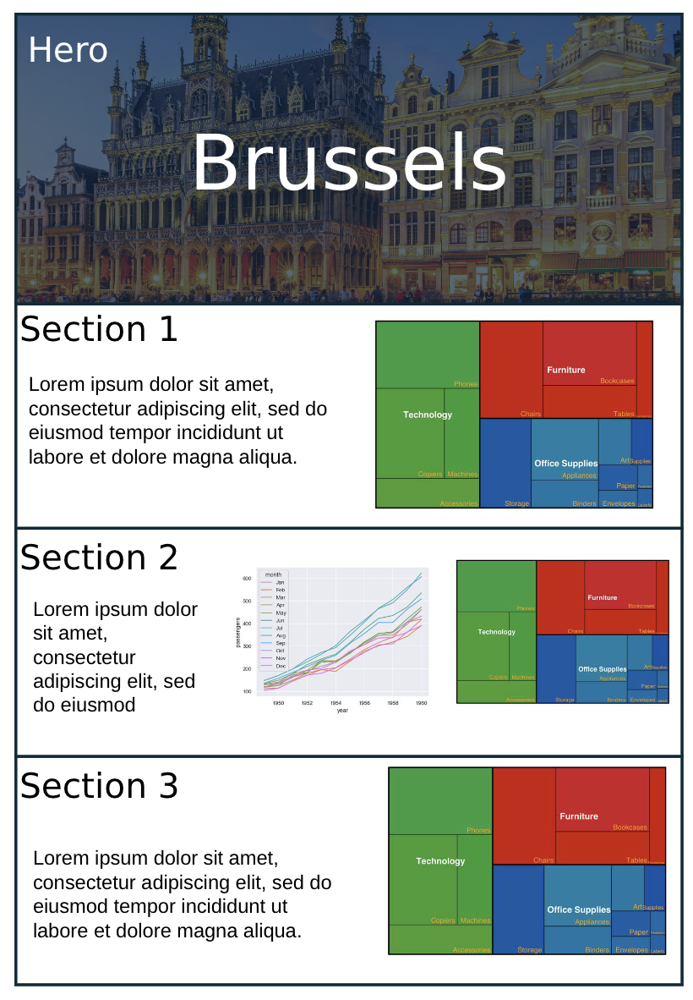 Hero
Brussels
Section 1
Lorem ipsum dolor sit amet,
consectetur adipiscing elit, sed do
eiusmod tempor incididunt ut
labore et dolore magna aliqua.
Phones
Technology
Copiers
Machines
Accessories
Furniture
Bookcases
Chairs
Tables
Office Supplies
Appliances
Art
Supplies
Storage
Binders
Paper
Envelopes
Labels
Section 2
Lorem ipsum dolor
sit amet,
consectetur
adipiscing elit, sed
do eiusmod
month
Jan
Feb
Mar
Apr
May
Jun
Jul
Aug
Sep
Oct
Nov
Dec
passengers
600
500
400
300
200
100
1950 1952 1954 1956 1958 1960
year
Phones
Technology
Copiers
Machines
Accessories
Furniture
Bookcases
Chairs
Tables
Office Supplies
Appliances
Art
Supplies
Storage
Binders
Paper
Envelopes
Labels
Section 3
Lorem ipsum dolor sit amet,
consectetur adipiscing elit, sed do
eiusmod tempor incididunt ut
labore et dolore magna aliqua.
Phones
Technology
Copiers
Machines
Accessories
Furniture
Bookcases
Chairs
Tables
Office Supplies
Appliances
Art
Supplies
Storage
Binders
Paper
Envelopes
Labels